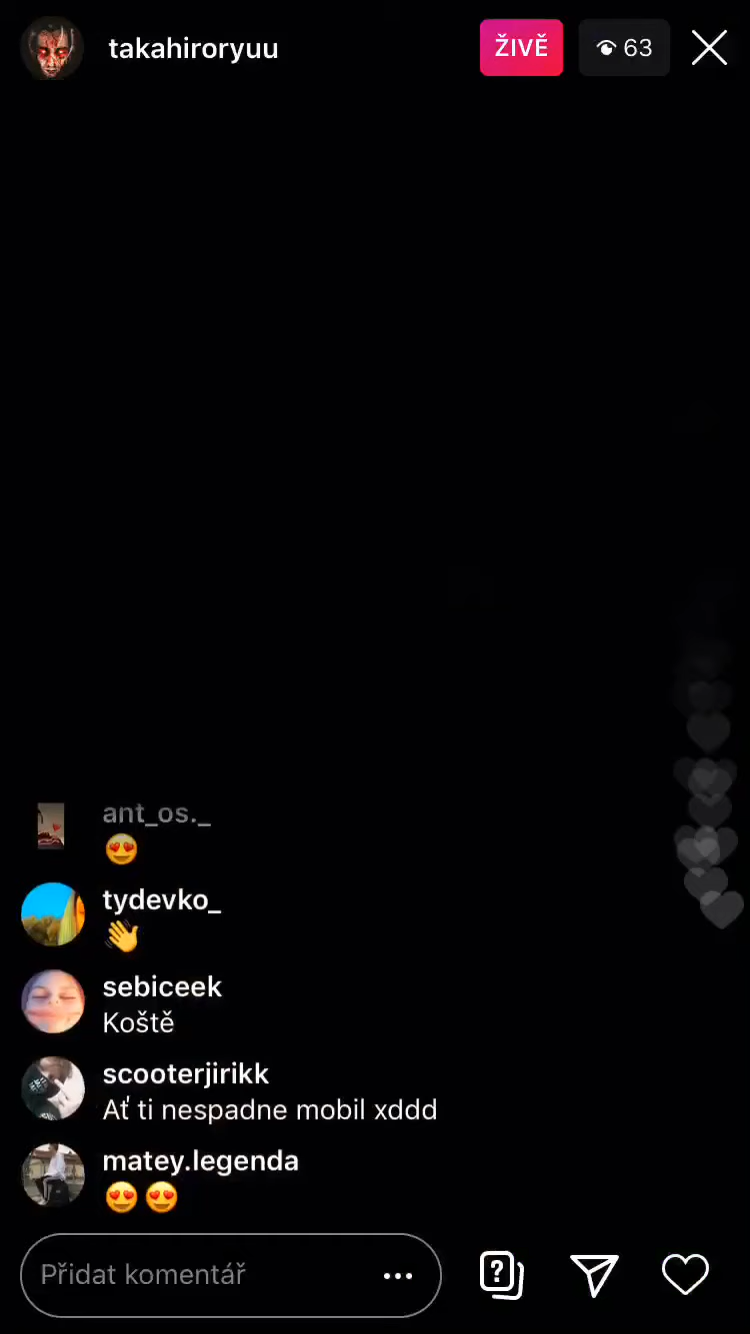 takahiroryuu
ŽIVĚ
63
ant_os._
😍
tydevko_
👋
sebiceek
Koště
scooterjirikk
Ať ti nespadne mobil xddd
matey.legenda
😍😍
Přidat komentář